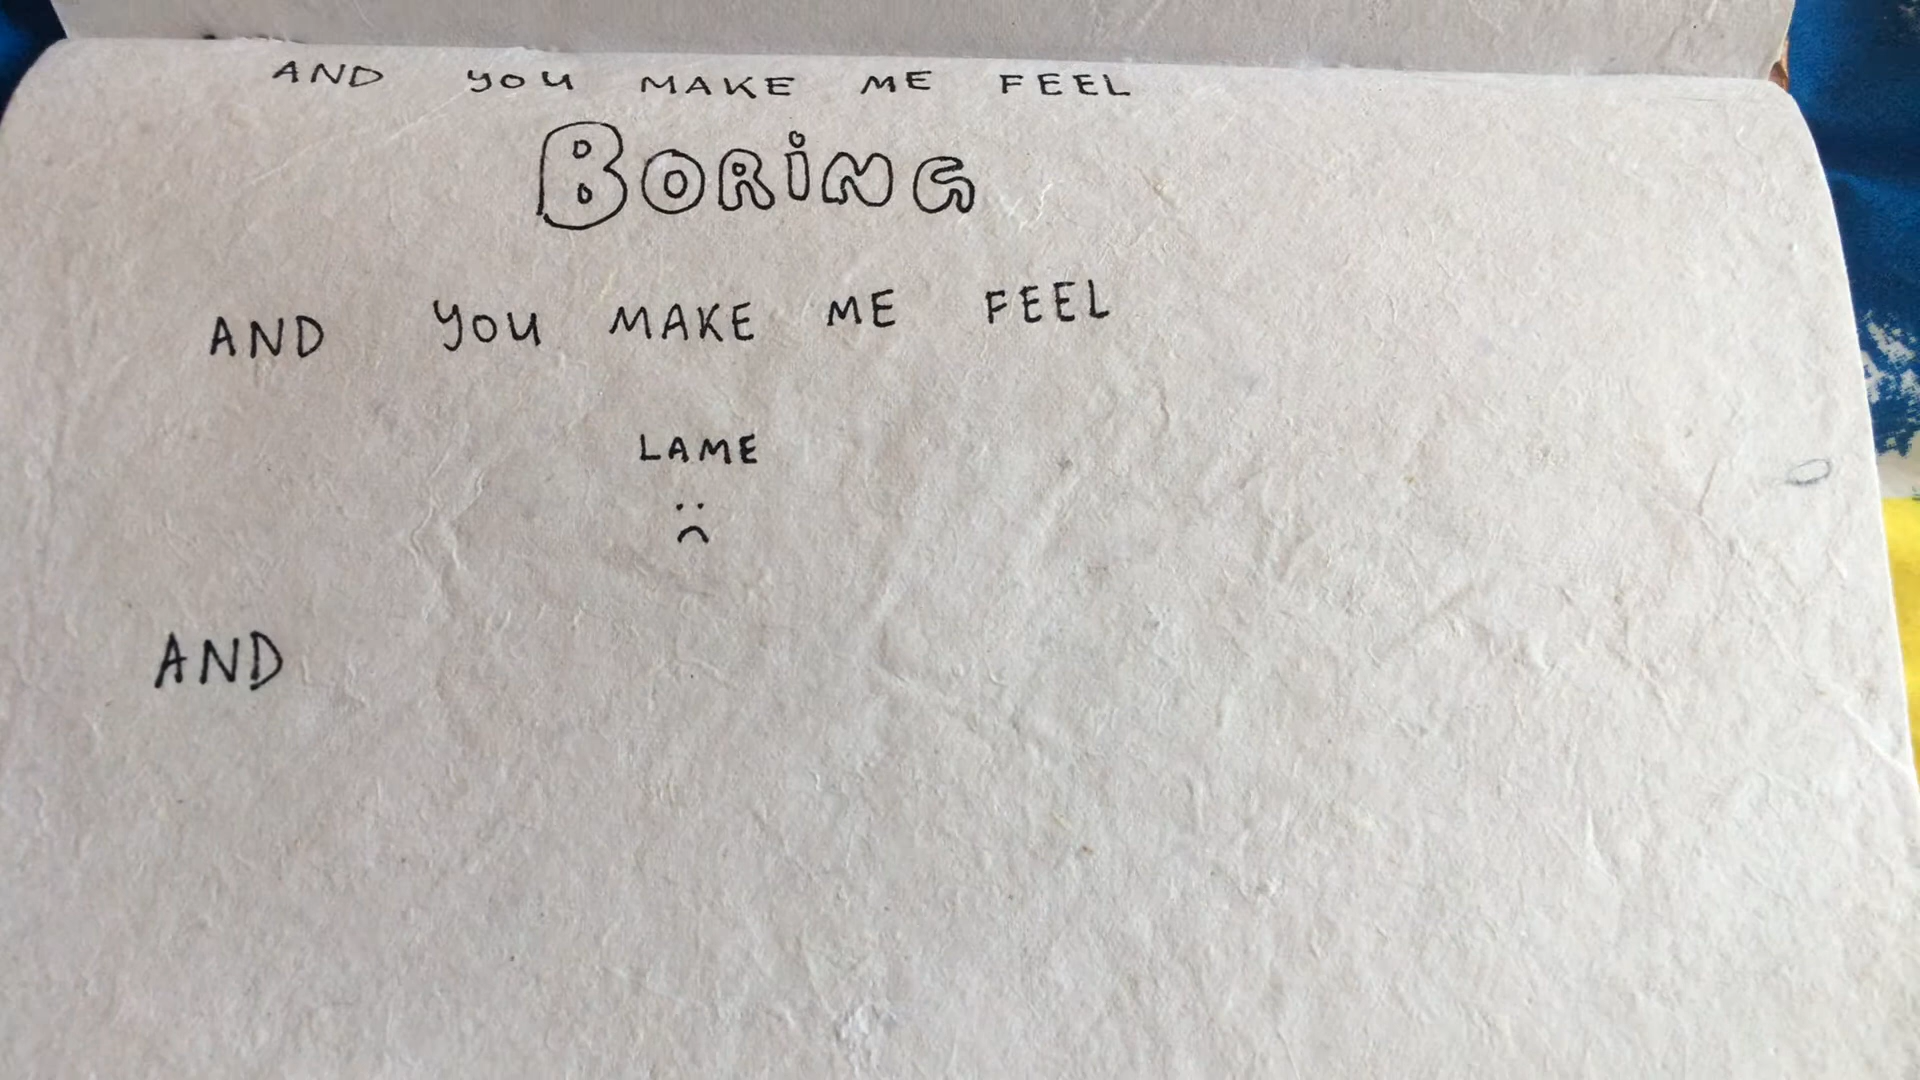 AND YOU MAKE ME FEEL
BORiNG
AND YOU MAKE ME FEEL
LAME
:(
AND